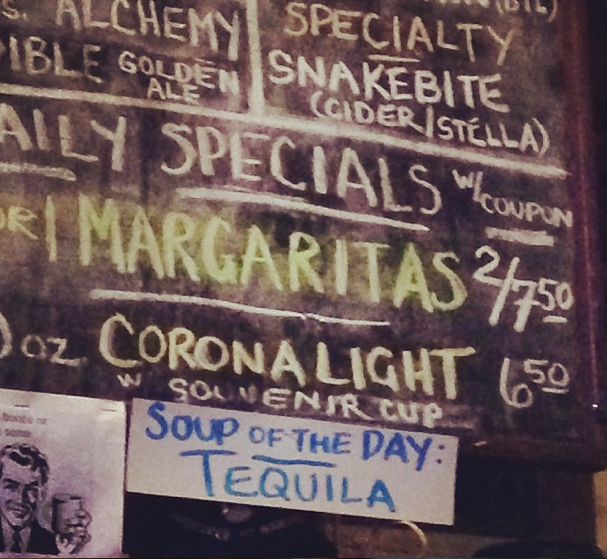 S. ALCHEMY
IBLE GOLDEN
ALE
SPECIALTY
SNAKEBITE
(CIDER/STELLA)
AILY SPECIALS w/COUPON
ORI MARGARITAS 2/7.50
OZ CORONA LIGHT 6.50
W SOUVENIR CUP
SOUP OF THE DAY:
TEQUILA